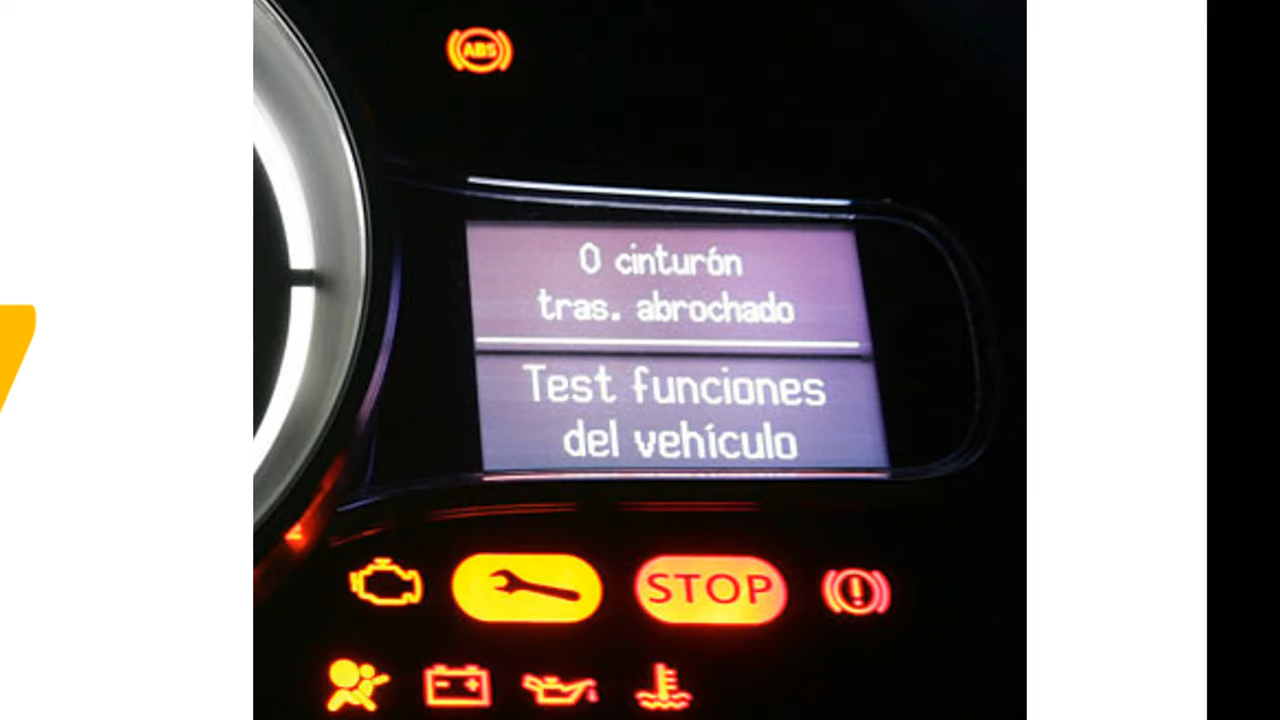 ABS
0 cinturón
tras. abrochado
Test funciones
del vehículo
STOP